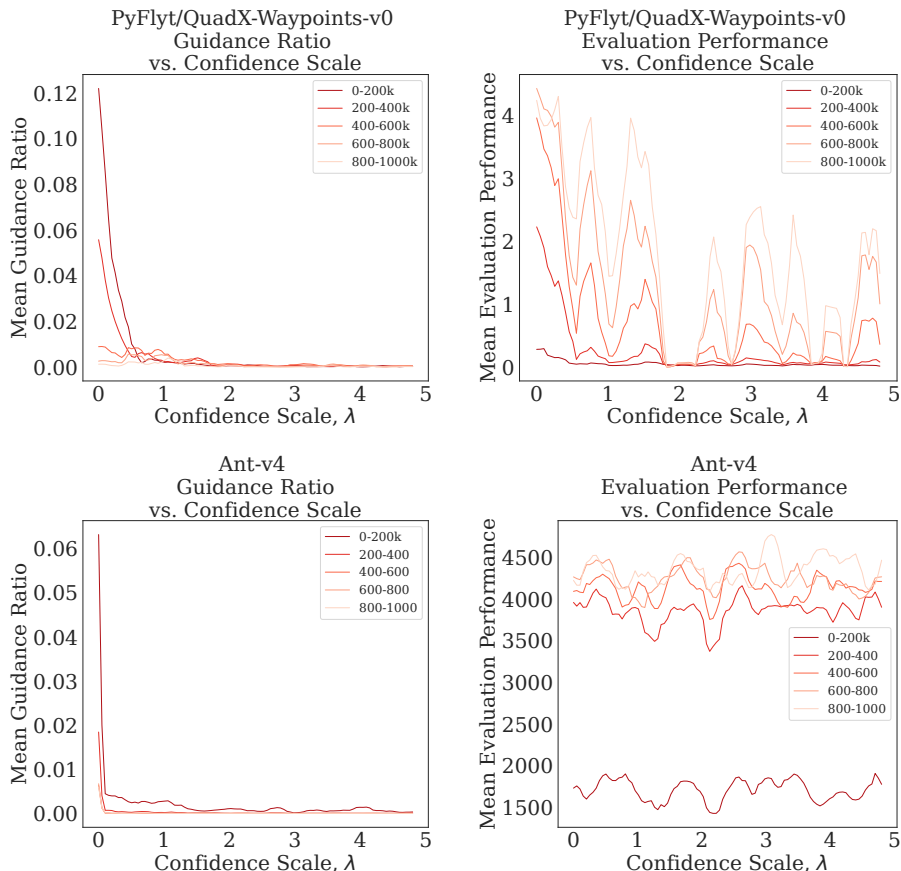 PyFlyt/QuadX-Waypoints-v0
Guidance Ratio
vs. Confidence Scale
0.12
0.10
0.08
0.06
0.04
0.02
0.00
Mean Guidance Ratio
0-200k
200-400k
400-600k
600-800k
800-1000k
0 1 2 3 4 5
Confidence Scale, λ
PyFlyt/QuadX-Waypoints-v0
Evaluation Performance
vs. Confidence Scale
4
3
2
1
0
Mean Evaluation Performance
0-200k
200-400k
400-600k
600-800k
800-1000k
0 1 2 3 4 5
Confidence Scale, λ
Ant-v4
Guidance Ratio
vs. Confidence Scale
0.06
0.05
0.04
0.03
0.02
0.01
0.00
Mean Guidance Ratio
0-200k
200-400
400-600
600-800
800-1000
0 1 2 3 4 5
Confidence Scale, λ
Ant-v4
Evaluation Performance
vs. Confidence Scale
4500
4000
3500
3000
2500
2000
1500
Mean Evaluation Performance
0-200k
200-400
400-600
600-800
800-1000
0 1 2 3 4 5
Confidence Scale, λ